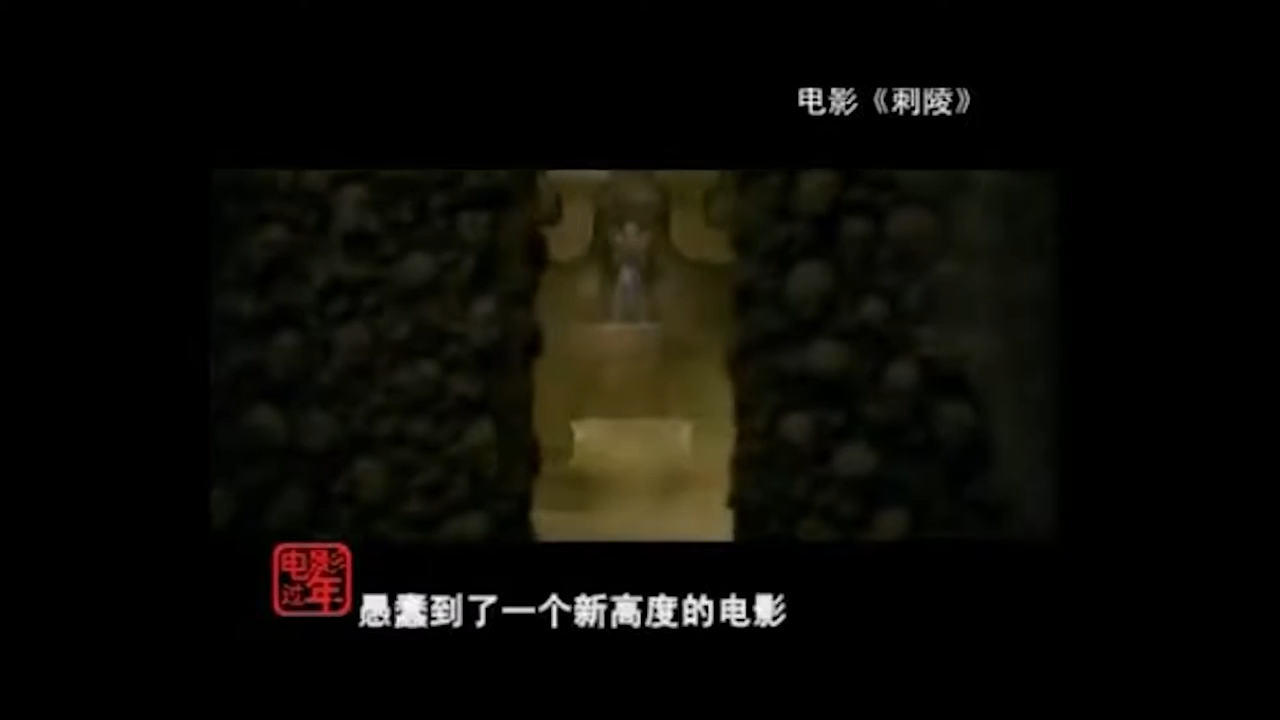 电影《刺陵》
电影
过年
愚蠢到了一个新高度的电影